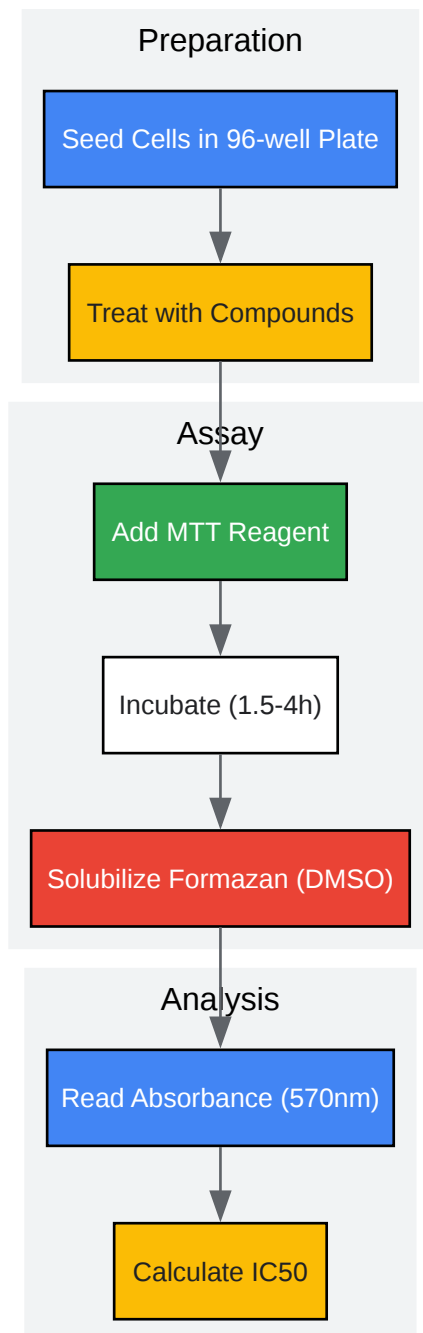 Preparation
Seed Cells in 96-well Plate
Treat with Compounds
Assay
Add MTT Reagent
Incubate (1.5-4h)
Solubilize Formazan (DMSO)
Analysis
Read Absorbance (570nm)
Calculate IC50